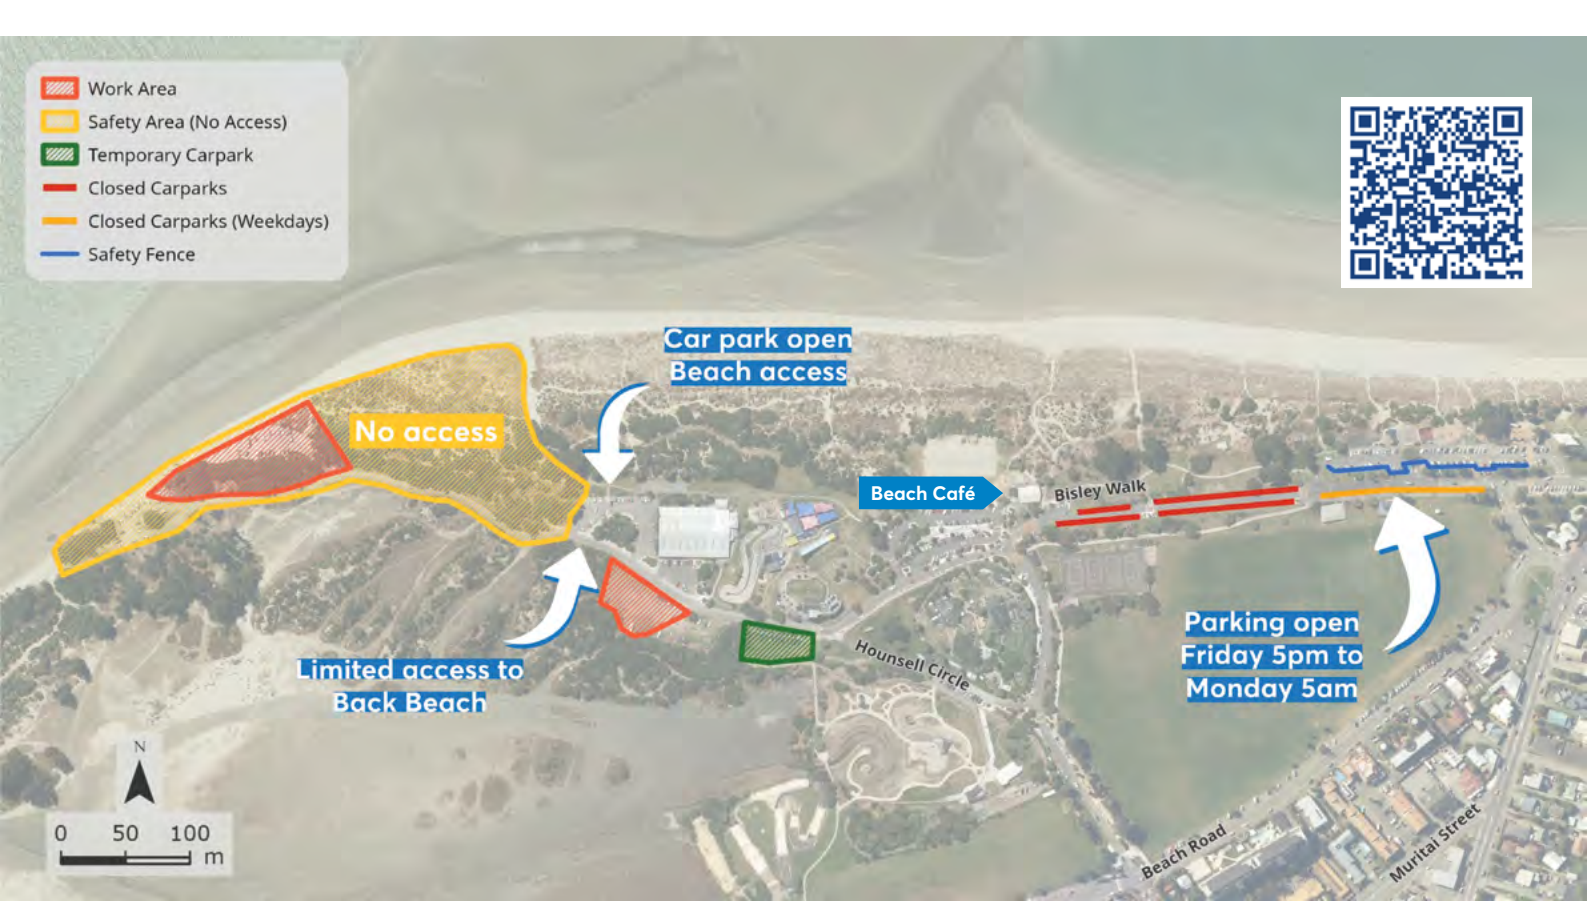 Work Area
Safety Area (No Access)
Temporary Carpark
Closed Carparks
Closed Carparks (Weekdays)
Safety Fence
Car park open
Beach access
No access
Beach Café
Bisley Walk
Limited access to
Back Beach
Hounsell Circle
Parking open
Friday 5pm to
Monday 5am
Beach Road
Muritai Street
N
0 50 100
m